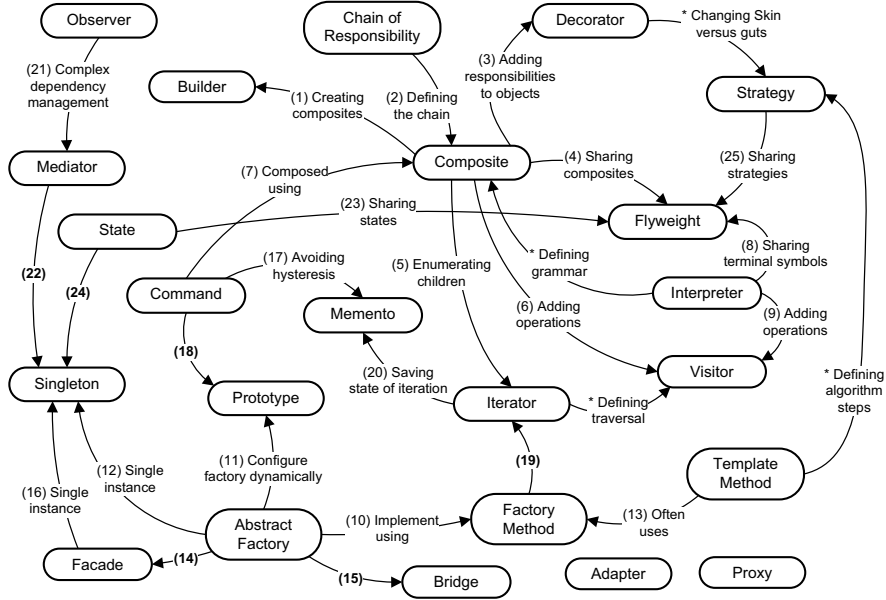 Observer
Chain of
Responsibility
Decorator
* Changing Skin
versus guts
(21) Complex
dependency
management
Builder
(1) Creating
composites
(2) Defining
the chain
(3) Adding
responsibilities
to objects
Strategy
Mediator
Composite
(4) Sharing
composites
(25) Sharing
strategies
(7) Composed
using
(23) Sharing
states
State
Flyweight
(22)
(24)
(17) Avoiding
hysteresis
(5) Enumerating
children
* Defining
grammar
(8) Sharing
terminal symbols
Command
Memento
Interpreter
(6) Adding
operations
(9) Adding
operations
(18)
Singleton
Prototype
(20) Saving
state of iteration
Iterator
* Defining
traversal
Visitor
* Defining
algorithm
steps
(12) Single
instance
(16) Single
instance
(11) Configure
factory dynamically
(19)
Template
Method
Abstract
Factory
(10) Implement
using
Factory
Method
(13) Often
uses
Facade
(14)
(15)
Bridge
Adapter
Proxy